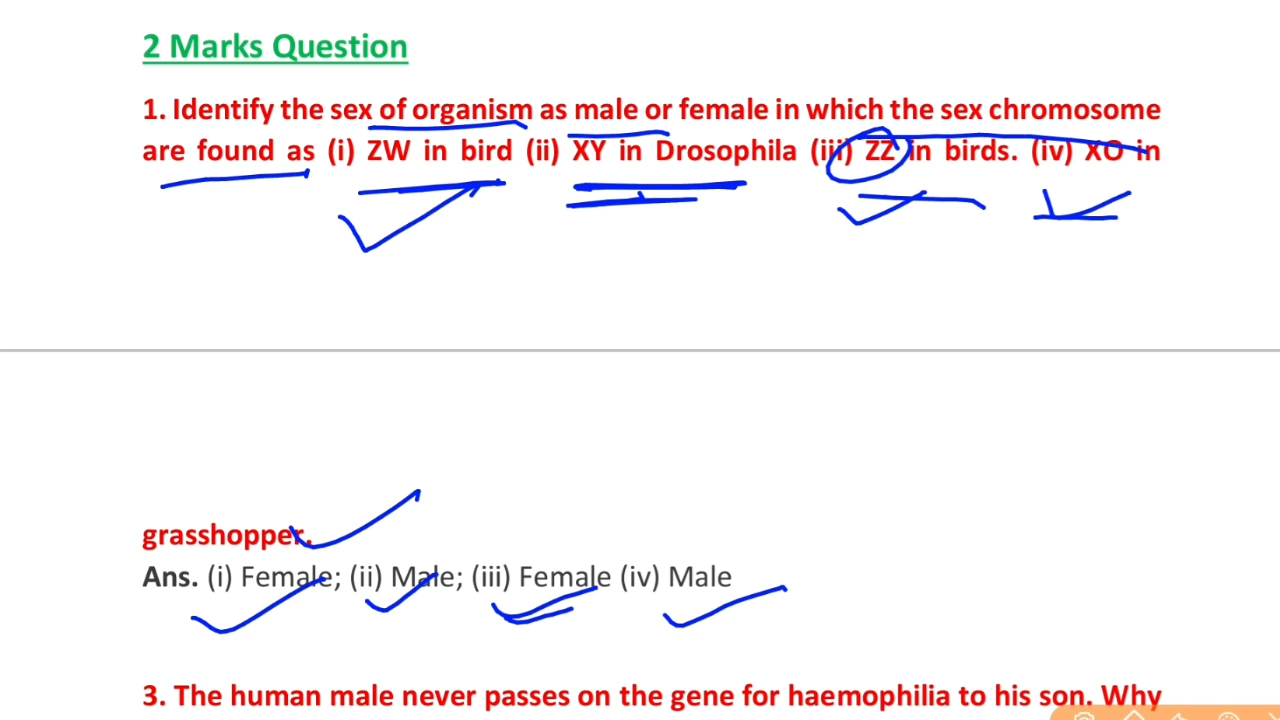 2 Marks Question
1. Identify the sex of organism as male or female in which the sex chromosome
are found as (i) ZW in bird (ii) XY in Drosophila (iii) ZZ in birds. (iv) XO in
grasshopper.
Ans. (i) Female; (ii) Male; (iii) Female (iv) Male
3. The human male never passes on the gene for haemophilia to his son. Why